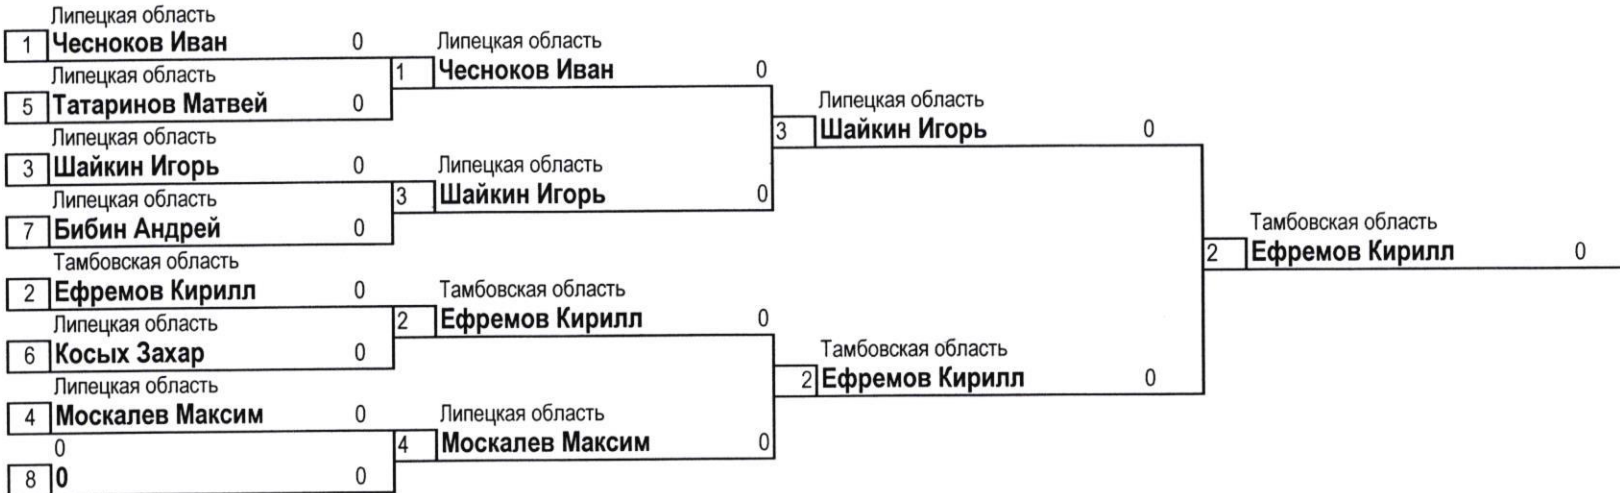 Липецкая область
1 Чесноков Иван 0
Липецкая область
5 Татаринов Матвей 0
Липецкая область
3 Шайкин Игорь 0
Липецкая область
7 Бибин Андрей 0
Тамбовская область
2 Ефремов Кирилл 0
Липецкая область
6 Косых Захар 0
Липецкая область
4 Москалев Максим 0
0
8 0 0
Липецкая область
1 Чесноков Иван 0
Липецкая область
3 Шайкин Игорь 0
Тамбовская область
2 Ефремов Кирилл 0
Липецкая область
4 Москалев Максим 0
Липецкая область
3 Шайкин Игорь 0
Тамбовская область
2 Ефремов Кирилл 0
Тамбовская область
2 Ефремов Кирилл 0